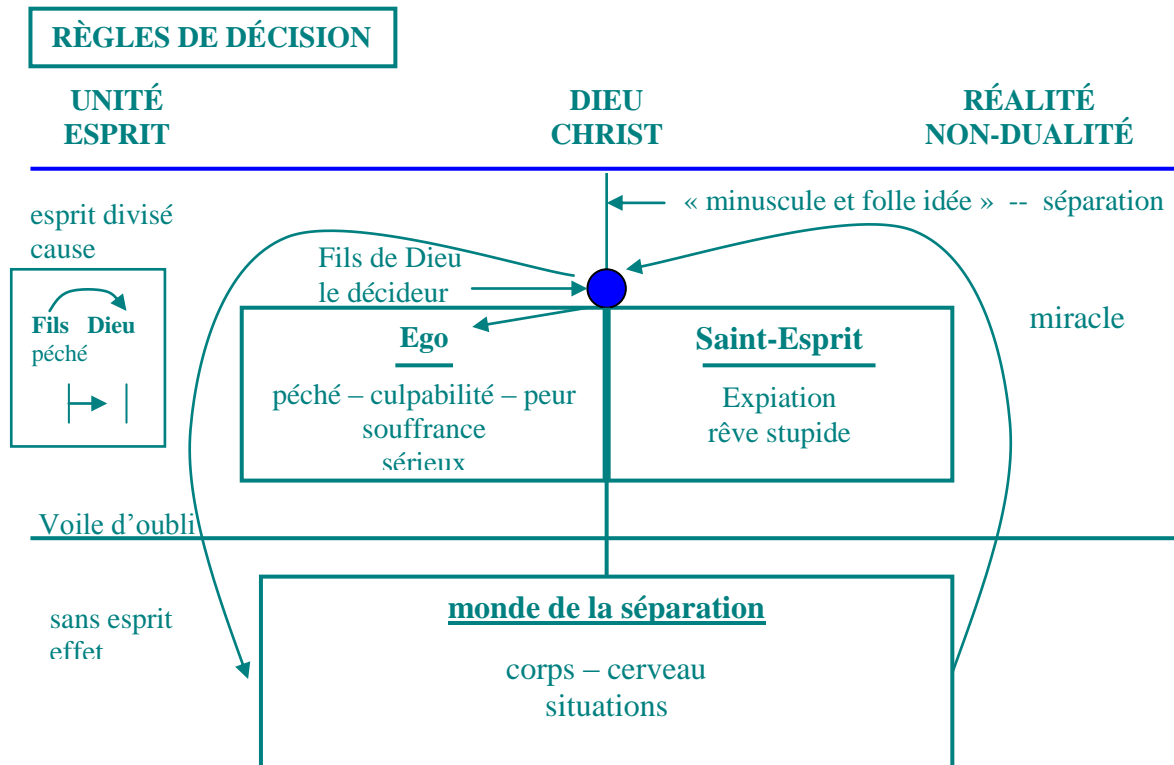 RÈGLES DE DÉCISION
UNITÉ
ESPRIT
DIEU
CHRIST
RÉALITÉ
NON-DUALITÉ
« minuscule et folle idée » -- séparation
esprit divisé
cause
Fils Dieu
péché
Fils de Dieu
le décideur
miracle
Ego
péché – culpabilité – peur
souffrance
sérieux
Saint-Esprit
Expiation
rêve stupide
Voile d’oubli
sans esprit
effet
monde de la séparation
corps – cerveau
situations